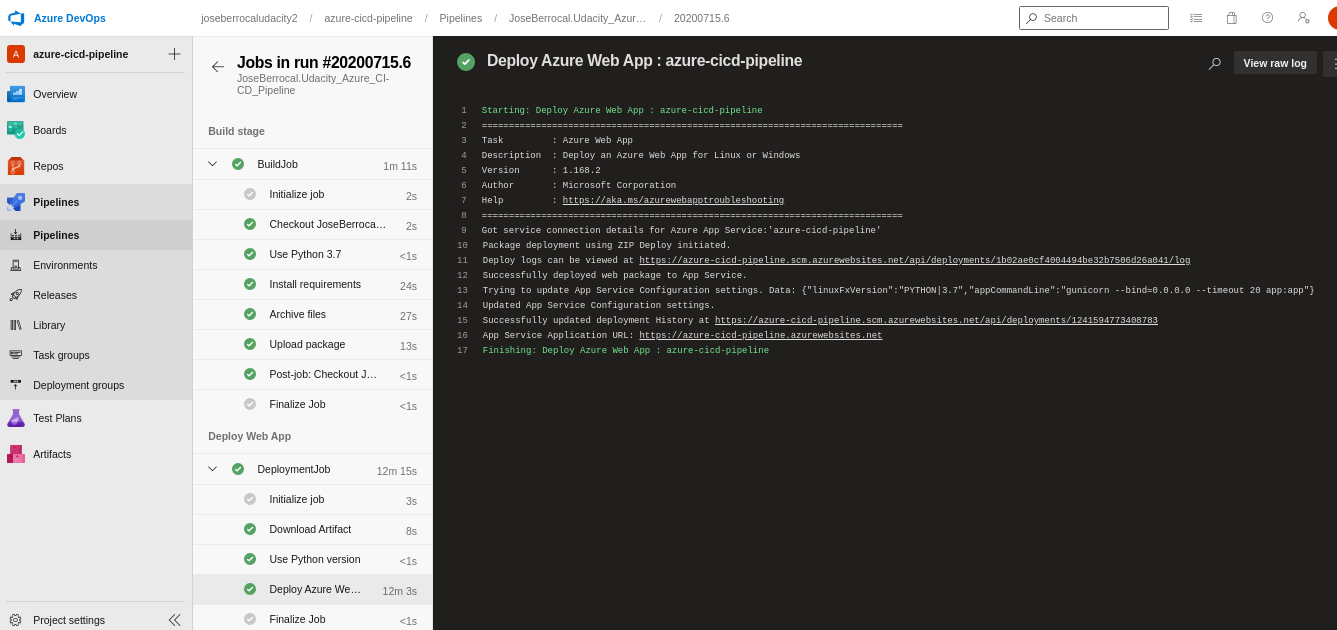 Azure DevOps
joseberrocaludacity2 / azure-cicd-pipeline / Pipelines / JoseBerrocal.Udacity_Azur... / 20200715.6
Search
A azure-cicd-pipeline
Overview
Boards
Repos
Pipelines
Pipelines
Environments
Releases
Library
Task groups
Deployment groups
Test Plans
Artifacts
Project settings
Jobs in run #20200715.6
JoseBerrocal.Udacity_Azure_CI-
CD_Pipeline
Build stage
BuildJob 1m 11s
Initialize job 2s
Checkout JoseBerroca... 2s
Use Python 3.7 <1s
Install requirements 24s
Archive files 27s
Upload package 13s
Post-job: Checkout J... <1s
Finalize Job <1s
Deploy Web App
DeploymentJob 12m 15s
Initialize job 3s
Download Artifact 8s
Use Python version <1s
Deploy Azure We... 12m 3s
Finalize Job <1s
Deploy Azure Web App : azure-cicd-pipeline
View raw log
1 Starting: Deploy Azure Web App : azure-cicd-pipeline
2 ==============================================================================
3 Task         : Azure Web App
4 Description  : Deploy an Azure Web App for Linux or Windows
5 Version      : 1.168.2
6 Author       : Microsoft Corporation
7 Help         : https://aka.ms/azurewebapptroubleshooting
8 ==============================================================================
9 Got service connection details for Azure App Service:'azure-cicd-pipeline'
10 Package deployment using ZIP Deploy initiated.
11 Deploy logs can be viewed at https://azure-cicd-pipeline.scm.azurewebsites.net/api/deployments/1b02ae0cf4004494be32b7506d26a041/log
12 Successfully deployed web package to App Service.
13 Trying to update App Service Configuration settings. Data: {"linuxFxVersion":"PYTHON|3.7","appCommandLine":"gunicorn --bind=0.0.0.0 --timeout 20 app:app"}
14 Updated App Service Configuration settings.
15 Successfully updated deployment History at https://azure-cicd-pipeline.scm.azurewebsites.net/api/deployments/1241594773408783
16 App Service Application URL: https://azure-cicd-pipeline.azurewebsites.net
17 Finishing: Deploy Azure Web App : azure-cicd-pipeline